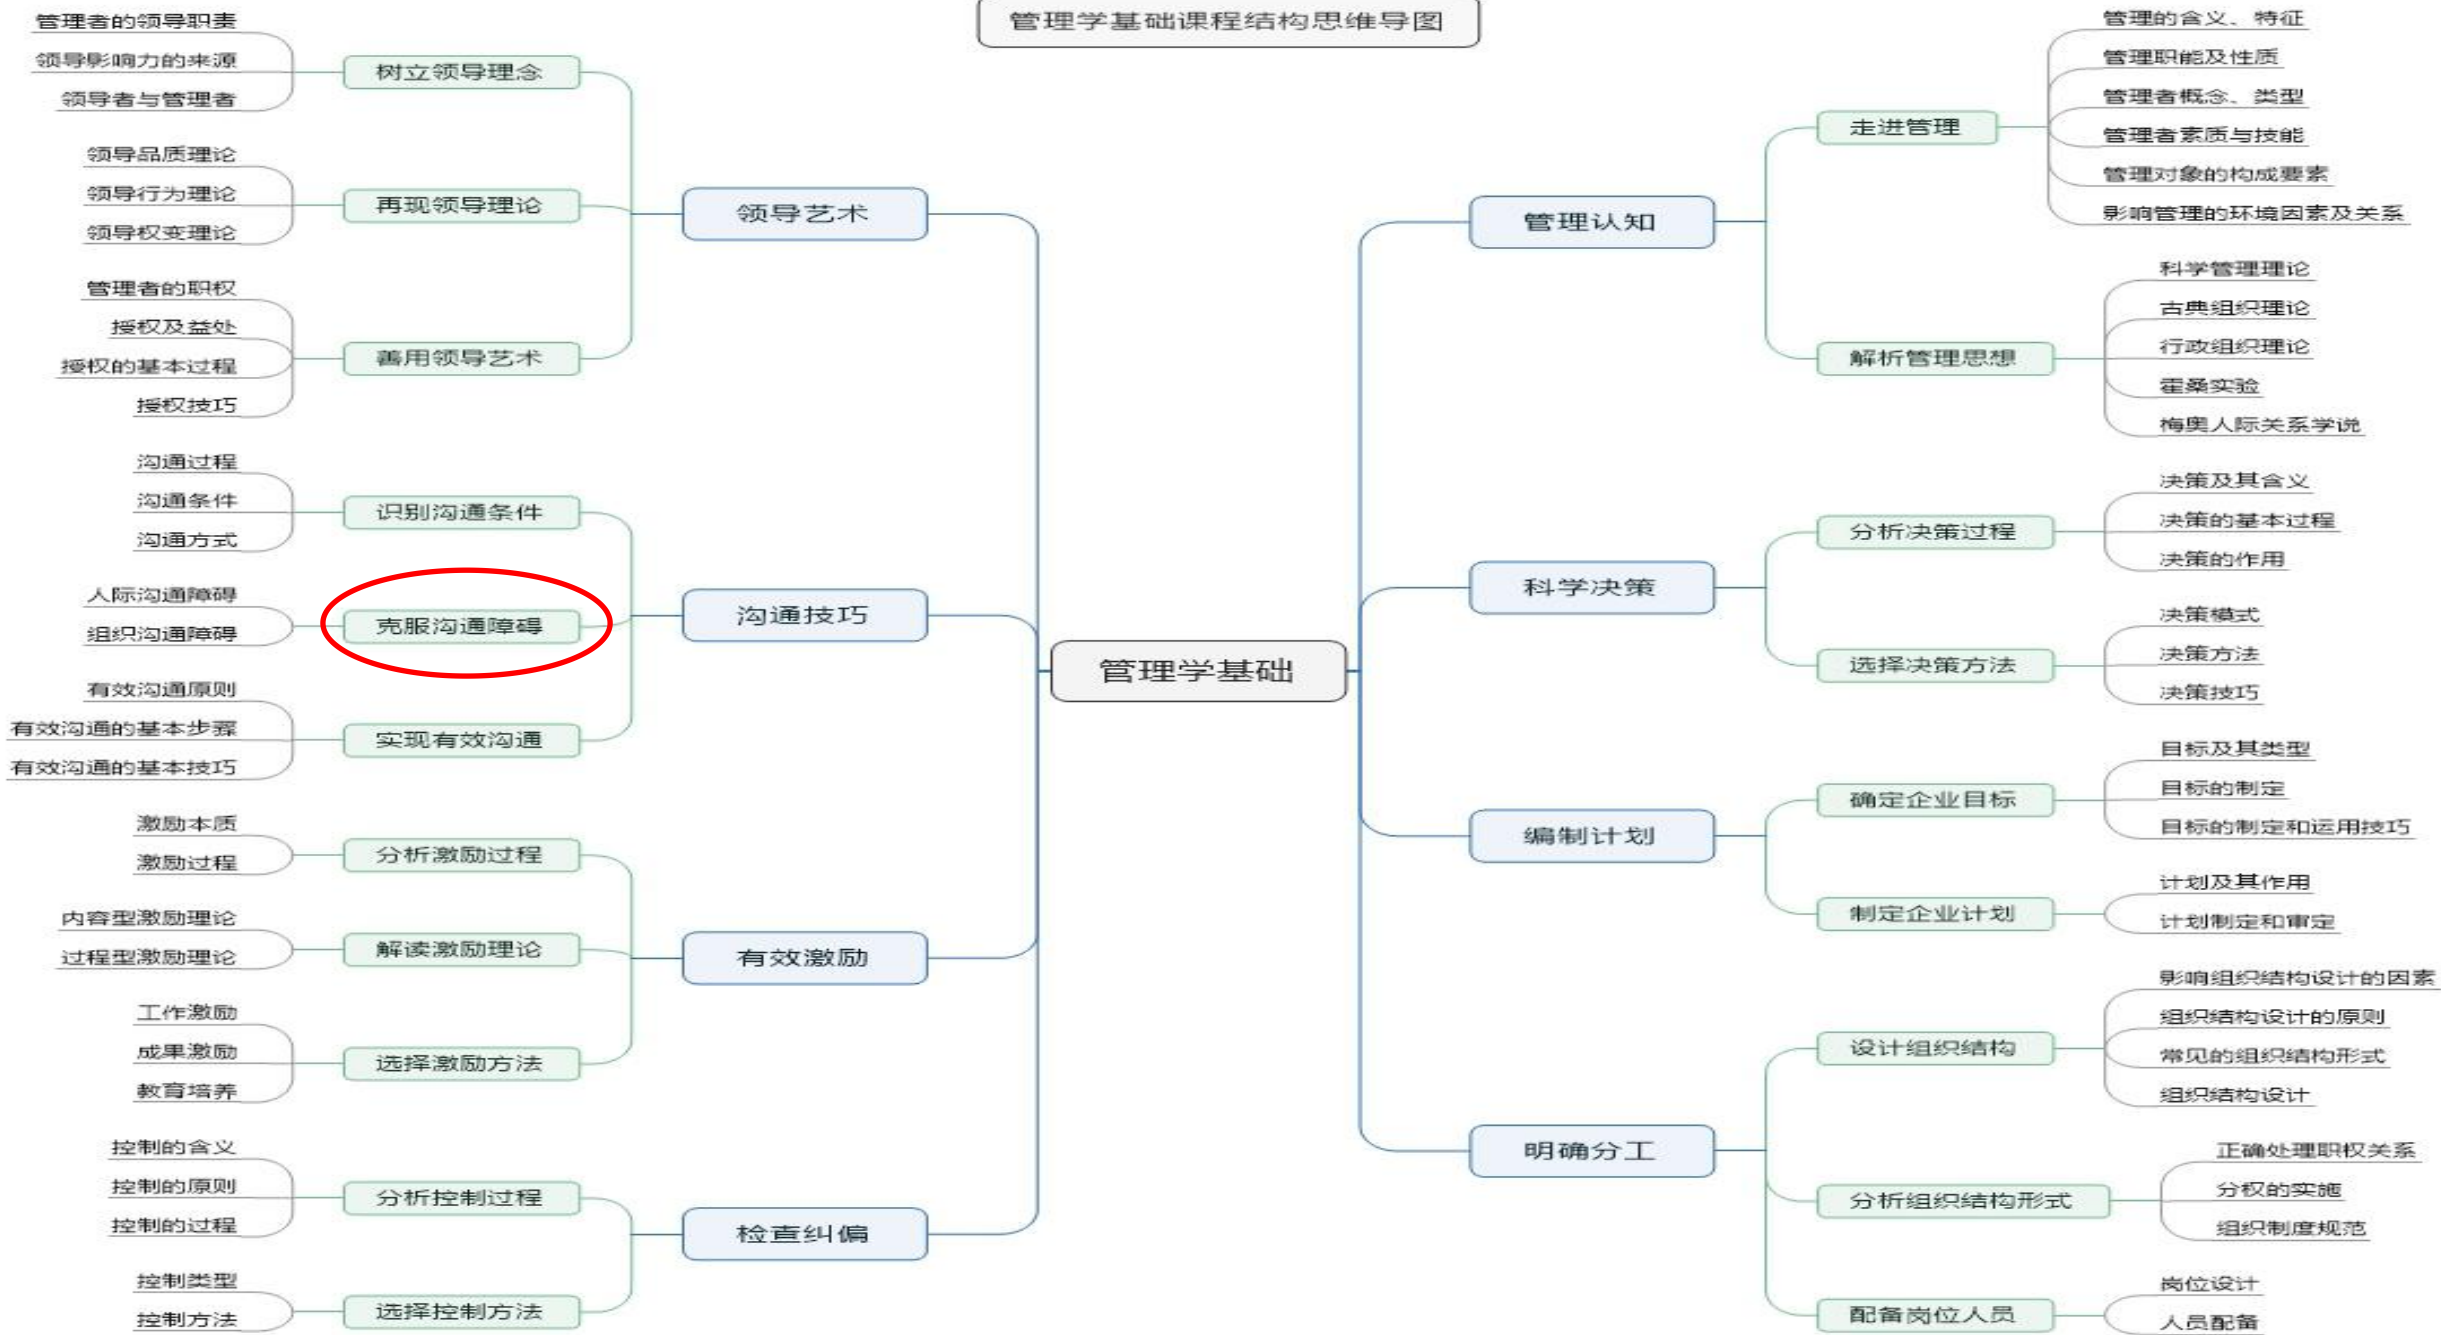 管理学基础课程结构思维导图
管理学基础
领导艺术
树立领导理念
管理者的领导职责
领导影响力的来源
领导者与管理者
再现领导理论
领导品质理论
领导行为理论
领导权变理论
善用领导艺术
管理者的职权
授权及益处
授权的基本过程
授权技巧
沟通技巧
识别沟通条件
沟通过程
沟通条件
沟通方式
克服沟通障碍
人际沟通障碍
组织沟通障碍
实现有效沟通
有效沟通原则
有效沟通的基本步骤
有效沟通的基本技巧
有效激励
分析激励过程
激励本质
激励过程
解读激励理论
内容型激励理论
过程型激励理论
选择激励方法
工作激励
成果激励
教育培养
检查纠偏
分析控制过程
控制的含义
控制的原则
控制的过程
选择控制方法
控制类型
控制方法
管理认知
走进管理
管理的含义、特征
管理职能及性质
管理者概念、类型
管理者素质与技能
管理对象的构成要素
影响管理的环境因素及关系
解析管理思想
科学管理理论
古典组织理论
行政组织理论
霍桑实验
梅奥人际关系学说
科学决策
分析决策过程
决策及其含义
决策的基本过程
决策的作用
选择决策方法
决策模式
决策方法
决策技巧
编制计划
确定企业目标
目标及其类型
目标的制定
目标的制定和运用技巧
制定企业计划
计划及其作用
计划制定和审定
明确分工
设计组织结构
影响组织结构设计的因素
组织结构设计的原则
常见的组织结构形式
组织结构设计
分析组织结构形式
正确处理职权关系
分权的实施
组织制度规范
配备岗位人员
岗位设计
人员配备